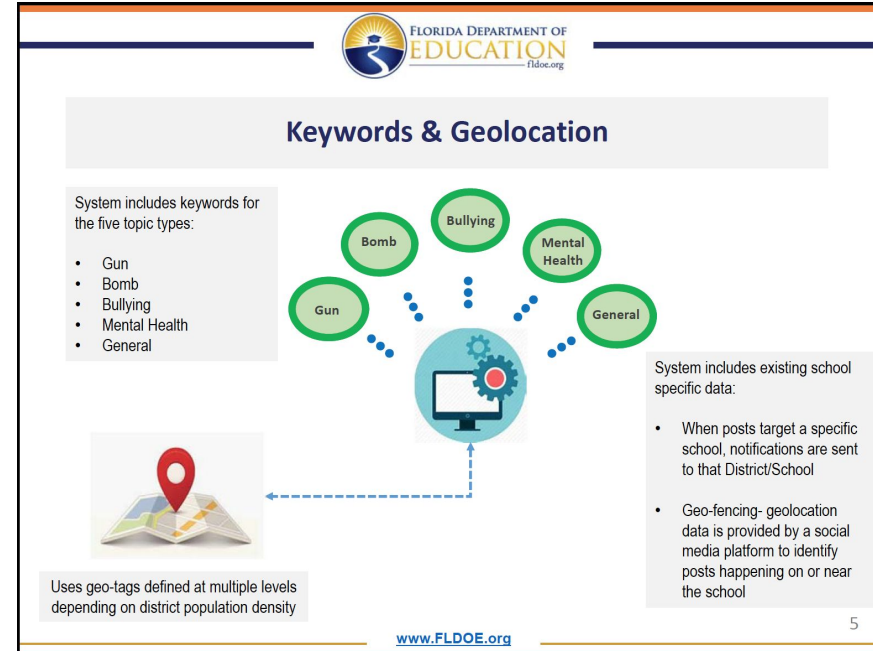 FLORIDA DEPARTMENT OF
EDUCATION
fldoe.org
Keywords & Geolocation
System includes keywords for
the five topic types:
• Gun
• Bomb
• Bullying
• Mental Health
• General
Gun
Bomb
Bullying
Mental
Health
General
System includes existing school
specific data:
• When posts target a specific
school, notifications are sent
to that District/School
• Geo-fencing- geolocation
data is provided by a social
media platform to identify
posts happening on or near
the school
Uses geo-tags defined at multiple levels
depending on district population density
5
www.FLDOE.org